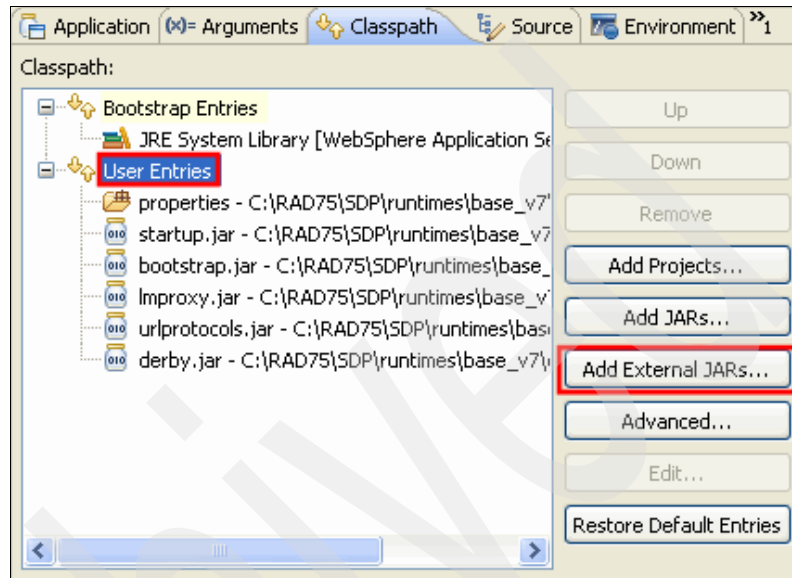 Application (x)= Arguments Classpath Source Environment »1
Classpath:
Bootstrap Entries
JRE System Library [WebSphere Application Se
User Entries
properties - C:\RAD75\SDP\runtimes\base_v7\
startup.jar - C:\RAD75\SDP\runtimes\base_v7
bootstrap.jar - C:\RAD75\SDP\runtimes\base_
lmproxy.jar - C:\RAD75\SDP\runtimes\base_v
urlprotocols.jar - C:\RAD75\SDP\runtimes\bas
derby.jar - C:\RAD75\SDP\runtimes\base_v7\
Up
Down
Remove
Add Projects...
Add JARs...
Add External JARs...
Advanced...
Edit...
Restore Default Entries